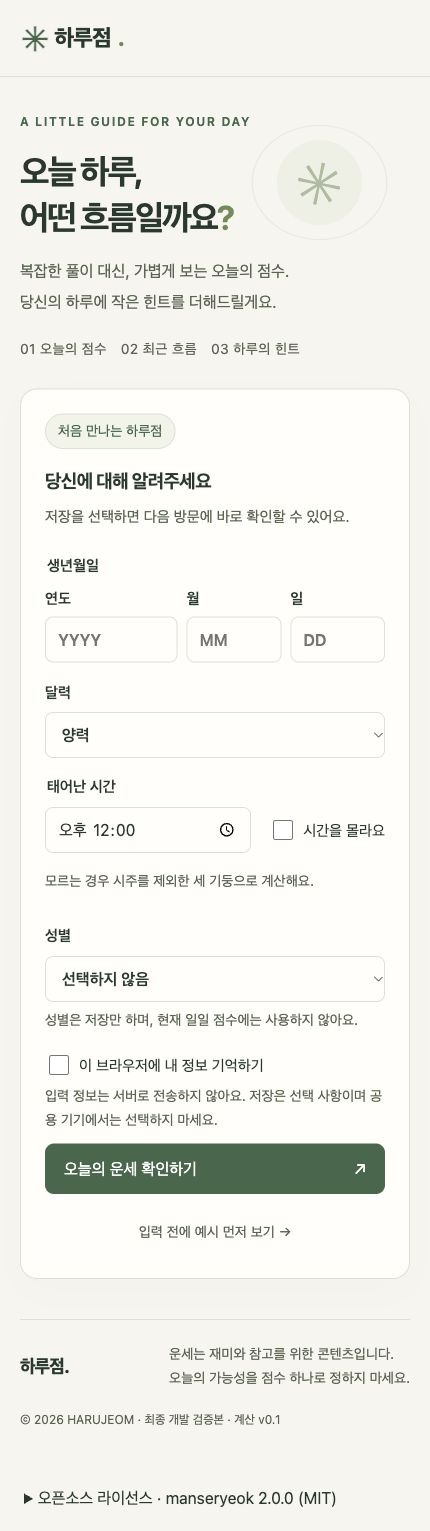 하루점 .
A LITTLE GUIDE FOR YOUR DAY
오늘 하루,
어떤 흐름일까요?
복잡한 풀이 대신, 가볍게 보는 오늘의 점수.
당신의 하루에 작은 힌트를 더해드릴게요.
01 오늘의 점수 02 최근 흐름 03 하루의 힌트
처음 만나는 하루점
당신에 대해 알려주세요
저장을 선택하면 다음 방문에 바로 확인할 수 있어요.
생년월일
연도 월 일
YYYY MM DD
달력
양력
태어난 시간
오후 12:00 시간을 몰라요
모르는 경우 시주를 제외한 세 기둥으로 계산해요.
성별
선택하지 않음
성별은 저장만 하며, 현재 일일 점수에는 사용하지 않아요.
이 브라우저에 내 정보 기억하기
입력 정보는 서버로 전송하지 않아요. 저장은 선택 사항이며 공
용 기기에서는 선택하지 마세요.
오늘의 운세 확인하기
입력 전에 예시 먼저 보기 →
하루점.
운세는 재미와 참고를 위한 콘텐츠입니다.
오늘의 가능성을 점수 하나로 정하지 마세요.
© 2026 HARUJEOM · 최종 개발 검증본 · 계산 v0.1
▶ 오픈소스 라이선스 · manseryeok 2.0.0 (MIT)